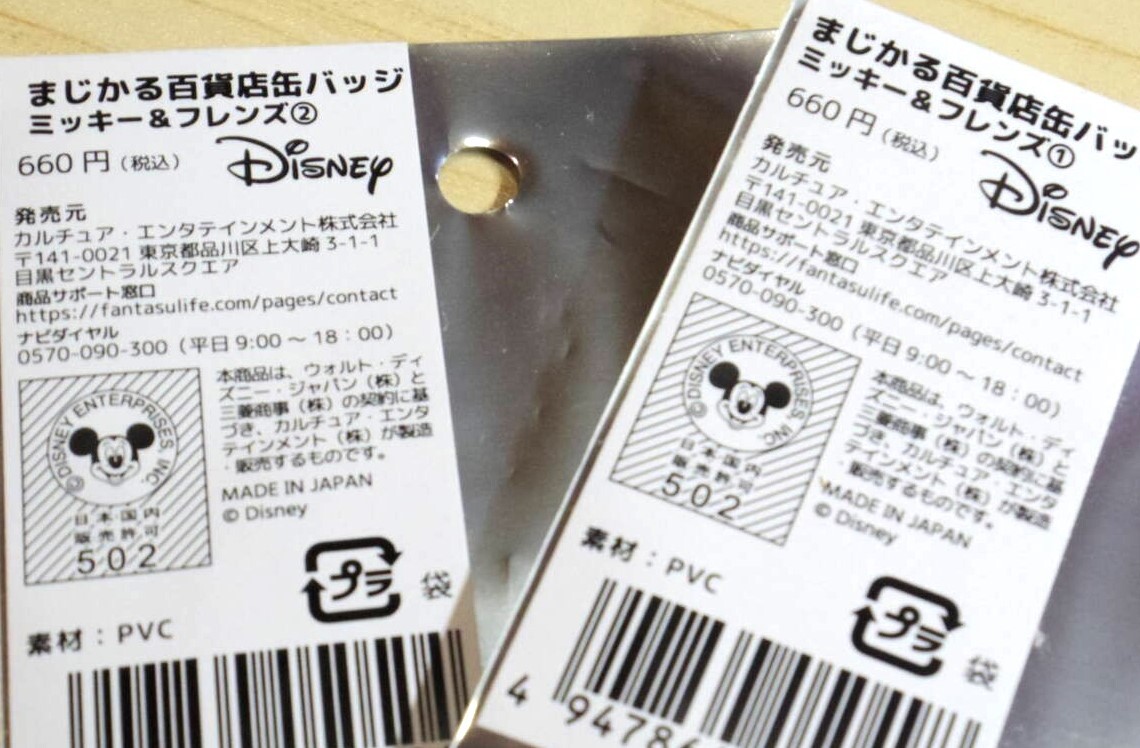 まじかる百貨店缶バッジ
ミッキー＆フレンズ②
660円（税込）
Disney
発売元
カルチュア・エンタテインメント株式会社
〒141-0021 東京都品川区上大崎 3-1-1
目黒セントラルスクエア
商品サポート窓口
https://fantasulife.com/pages/contact
ナビダイヤル
0570-090-300（平日 9:00 〜 18：00）
©DISNEY ENTERPRISES, INC.
日本国内
販売許可
502
本商品は、ウォルト・ディ
ズニー・ジャパン（株）と
三菱商事（株）の契約に基
づき、カルチュア・エンタ
テインメント（株）が製造
・販売するものです。
MADE IN JAPAN
© Disney
プラ
袋
素材：PVC
まじかる百貨店缶バッ
ミッキー＆フレンズ①
660円（税込）
Disney
発売元
カルチュア・エンタテインメント株式会社
〒141-0021 東京都品川区上大崎 3-1-1
目黒セントラルスクエア
商品サポート窓口
https://fantasulife.com/pages/contact
ナビダイヤル
0570-090-300（平日 9:00 〜 18：00）
©DISNEY ENTERPRISES, INC.
日本国内
販売許可
502
本商品は、ウォルト・ディ
ズニー・ジャパン（株）と
三菱商事（株）の契約に基
づき、カルチュア・エンタ
テインメント（株）が製造
・販売するものです。
MADE IN JAPAN
© Disney
素材：PVC
プラ
袋
4 94786